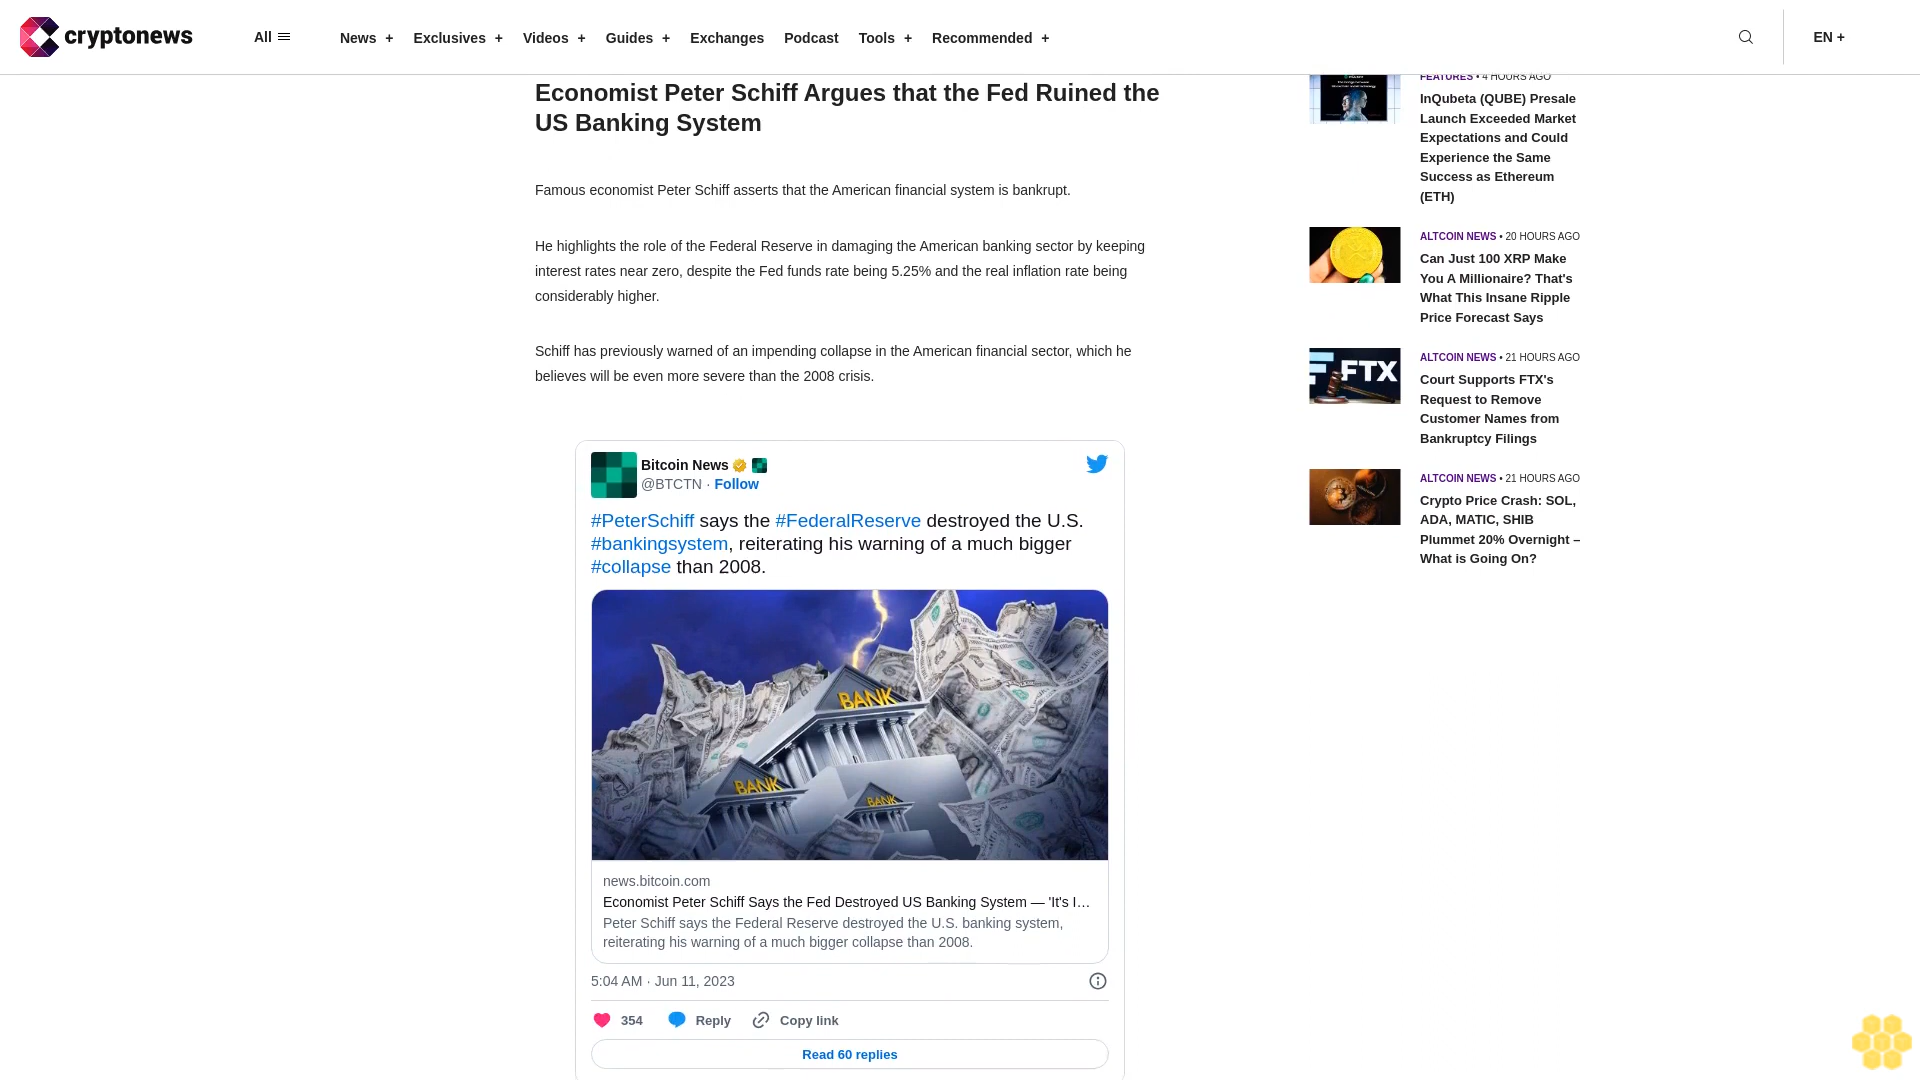 cryptonews
All
News +
Exclusives +
Videos +
Guides +
Exchanges
Podcast
Tools +
Recommended +
EN +
Economist Peter Schiff Argues that the Fed Ruined the
US Banking System
Famous economist Peter Schiff asserts that the American financial system is bankrupt.
He highlights the role of the Federal Reserve in damaging the American banking sector by keeping
interest rates near zero, despite the Fed funds rate being 5.25% and the real inflation rate being
considerably higher.
Schiff has previously warned of an impending collapse in the American financial sector, which he
believes will be even more severe than the 2008 crisis.
Bitcoin News
@BTCTN · Follow
#PeterSchiff says the #FederalReserve destroyed the U.S.
#bankingsystem, reiterating his warning of a much bigger
#collapse than 2008.
BANK
BANK
BANK
news.bitcoin.com
Economist Peter Schiff Says the Fed Destroyed US Banking System — 'It's I…
Peter Schiff says the Federal Reserve destroyed the U.S. banking system,
reiterating his warning of a much bigger collapse than 2008.
5:04 AM · Jun 11, 2023
354
Reply
Copy link
Read 60 replies
FEATURES • 4 HOURS AGO
InQubeta (QUBE) Presale
Launch Exceeded Market
Expectations and Could
Experience the Same
Success as Ethereum
(ETH)
ALTCOIN NEWS • 20 HOURS AGO
Can Just 100 XRP Make
You A Millionaire? That's
What This Insane Ripple
Price Forecast Says
FTX
ALTCOIN NEWS • 21 HOURS AGO
Court Supports FTX's
Request to Remove
Customer Names from
Bankruptcy Filings
ALTCOIN NEWS • 21 HOURS AGO
Crypto Price Crash: SOL,
ADA, MATIC, SHIB
Plummet 20% Overnight –
What is Going On?